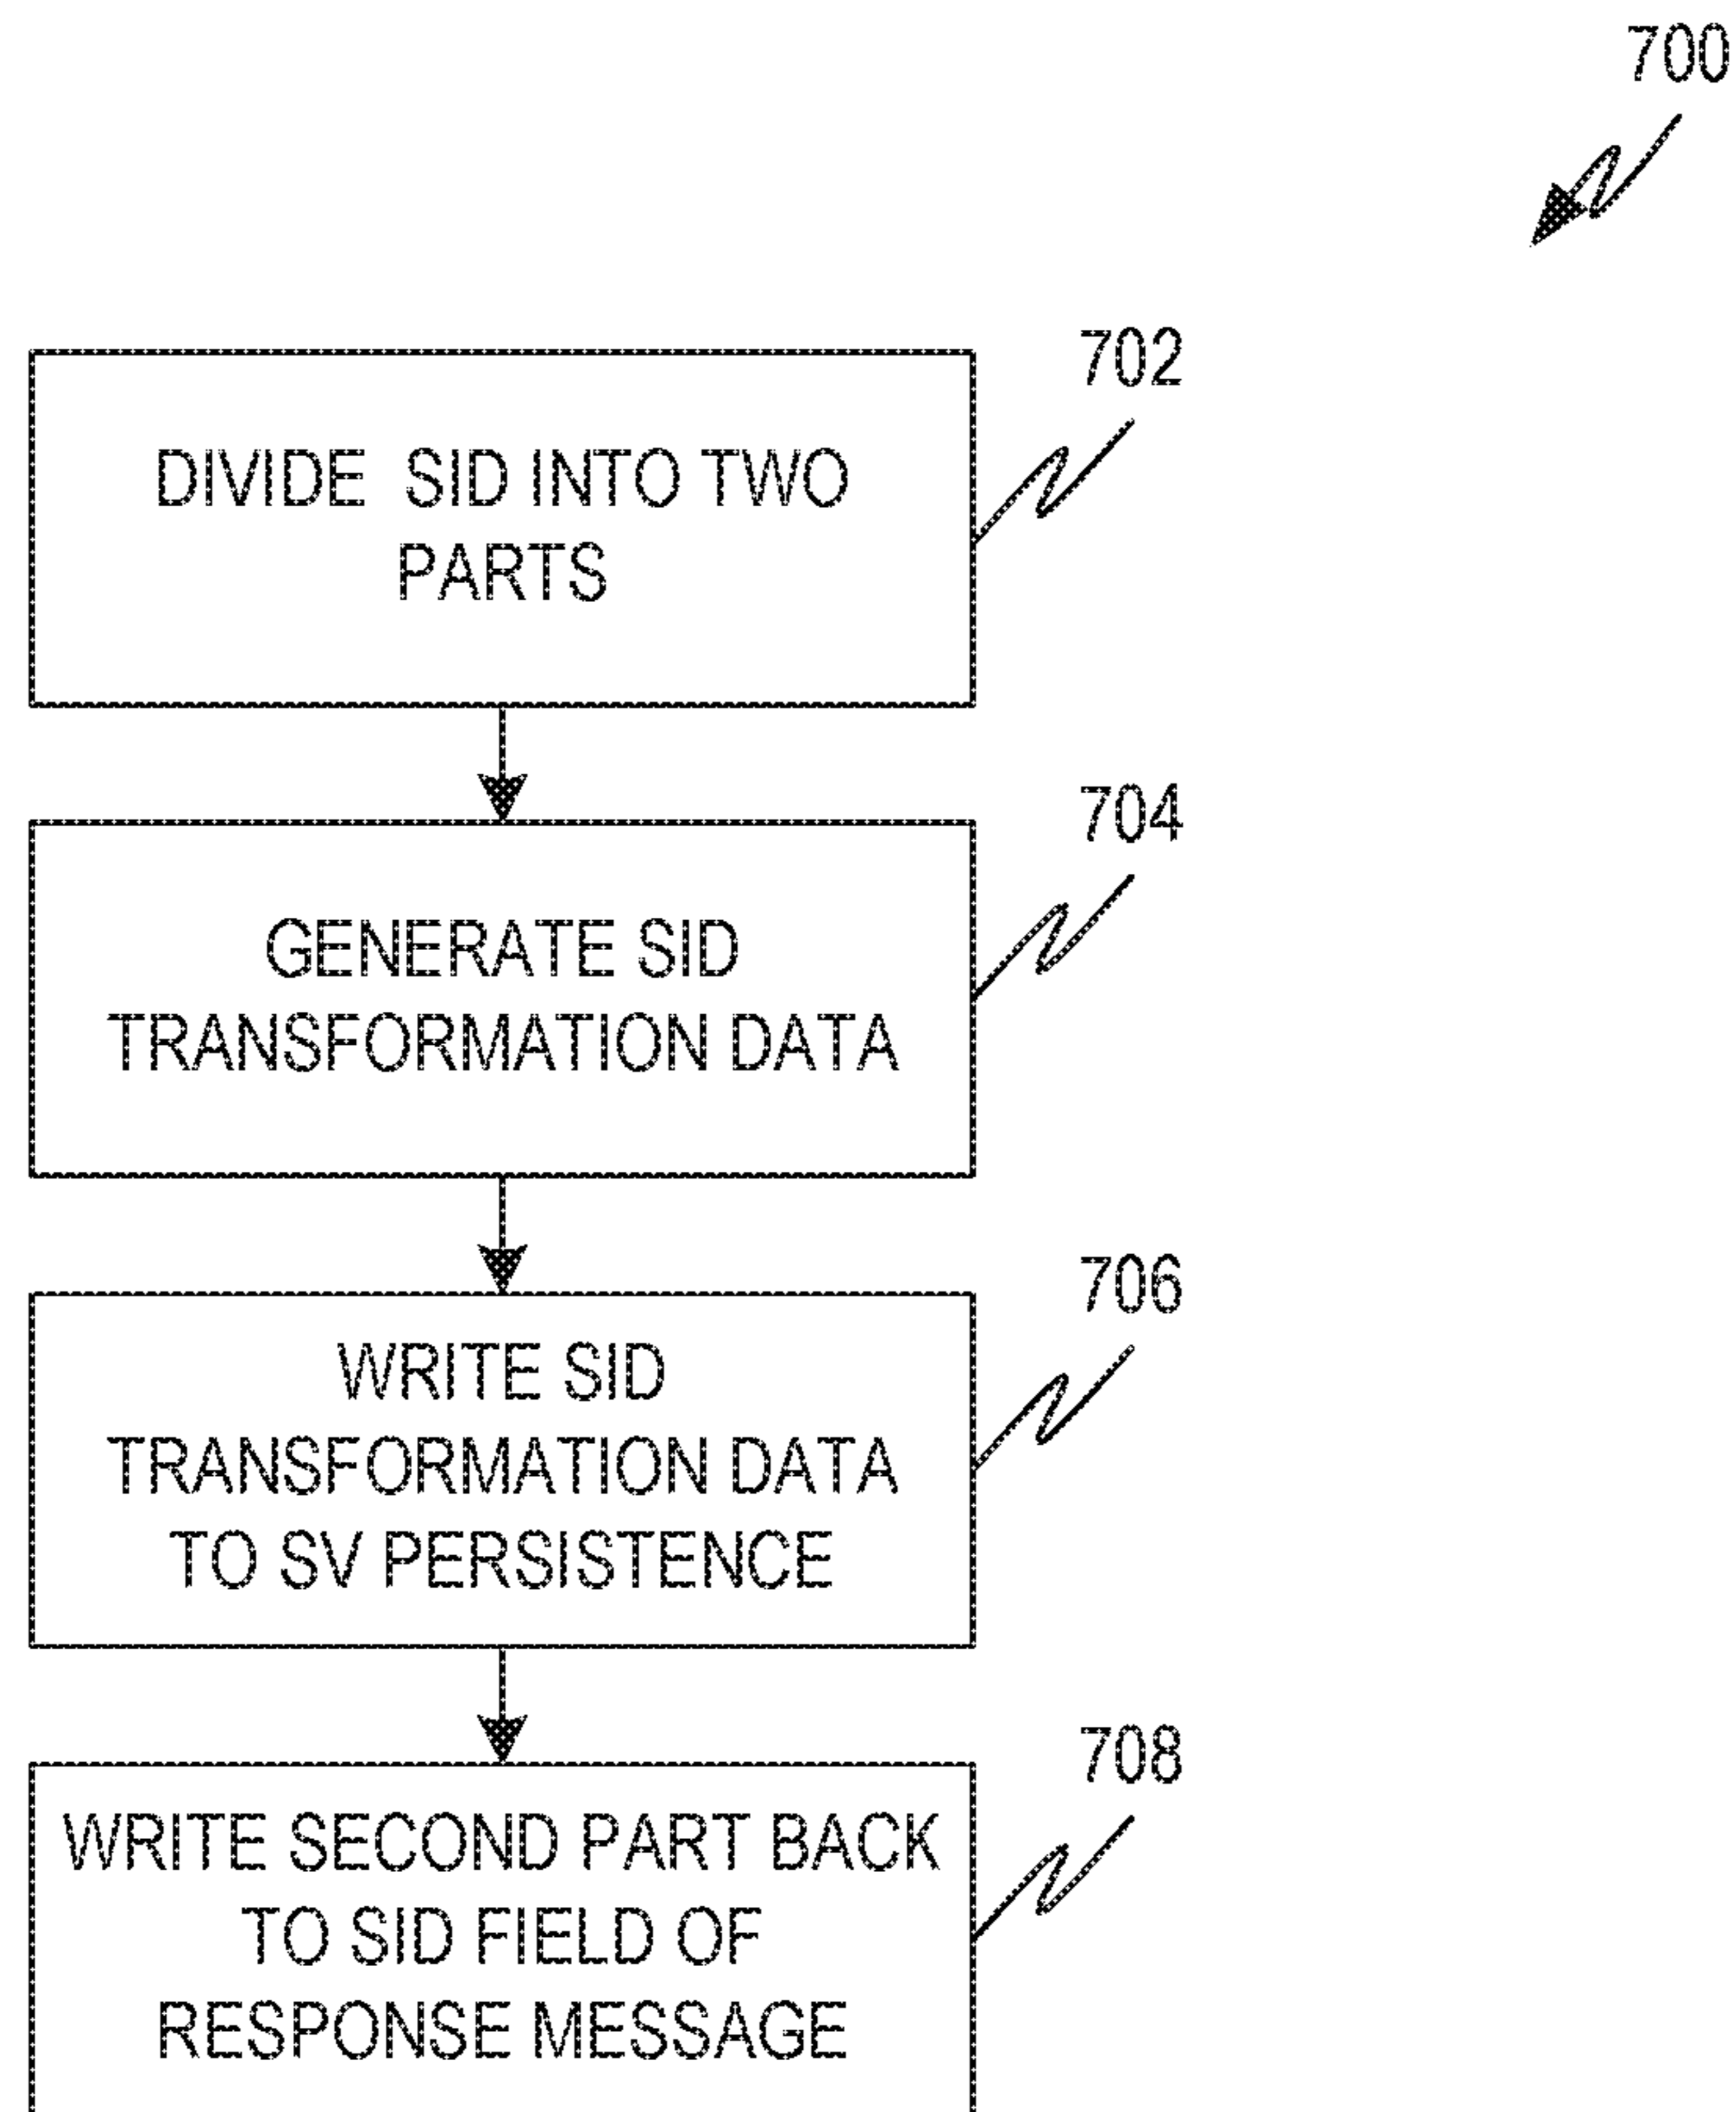 700
702
DIVIDE SID INTO TWO
PARTS
704
GENERATE SID
TRANSFORMATION DATA
706
WRITE SID
TRANSFORMATION DATA
TO SV PERSISTENCE
708
WRITE SECOND PART BACK
TO SID FIELD OF
RESPONSE MESSAGE